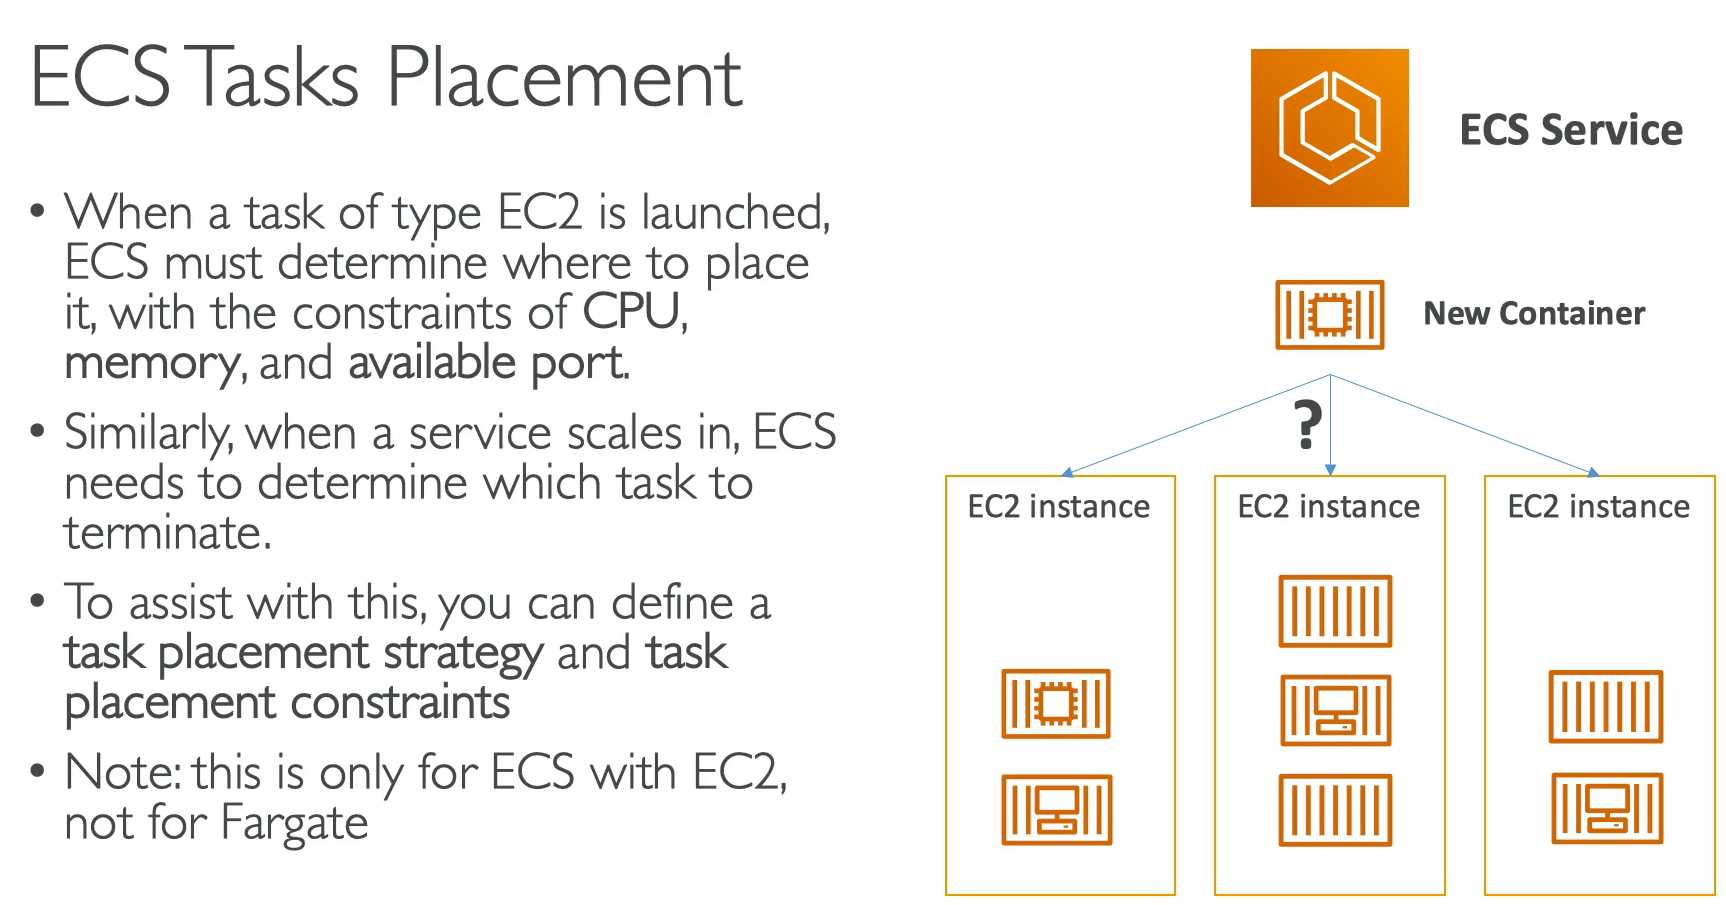 ECS Tasks Placement
• When a task of type EC2 is launched,
ECS must determine where to place
it, with the constraints of CPU,
memory, and available port.
• Similarly, when a service scales in, ECS
needs to determine which task to
terminate.
• To assist with this, you can define a
task placement strategy and task
placement constraints
• Note: this is only for ECS with EC2,
not for Fargate
ECS Service
New Container
?
EC2 instance
EC2 instance
EC2 instance